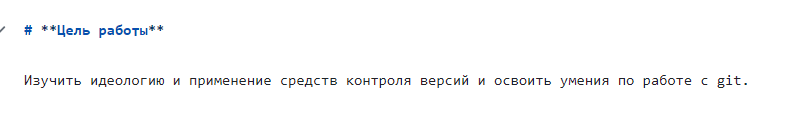 # **Цель работы**
Изучить идеологию и применение средств контроля версий и освоить умения по работе с git.